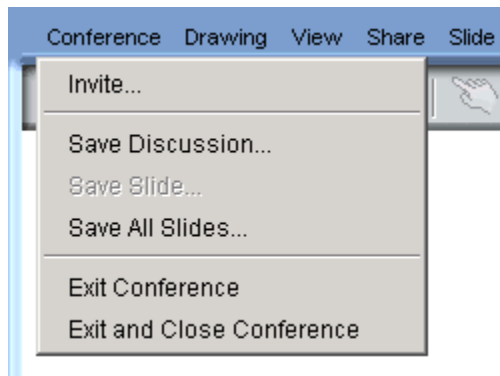 Conference Drawing View Share Slide
Invite...
Save Discussion...
Save Slide...
Save All Slides...
Exit Conference
Exit and Close Conference